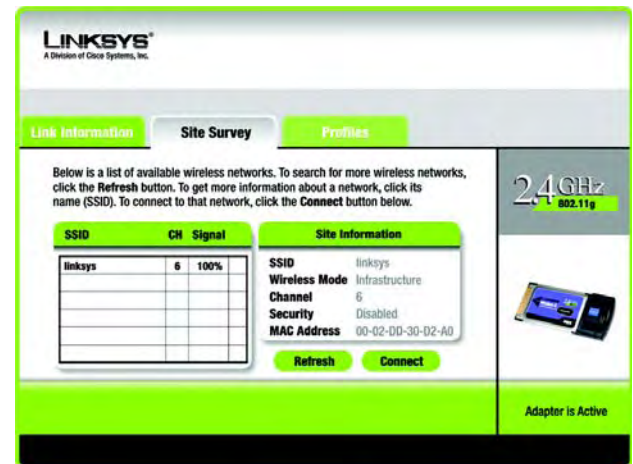 LINKSYS®
A Division of Cisco Systems, Inc.
Link Information
Site Survey
Profiles
Below is a list of available wireless networks. To search for more wireless networks,
click the Refresh button. To get more information about a network, click its
name (SSID). To connect to that network, click the Connect button below.
SSID CH Signal
linksys 6 100%
Site Information
SSID linksys
Wireless Mode Infrastructure
Channel 6
Security Disabled
MAC Address 00-02-DD-30-D2-A0
Refresh
Connect
2.4GHz
802.11g
Adapter is Active